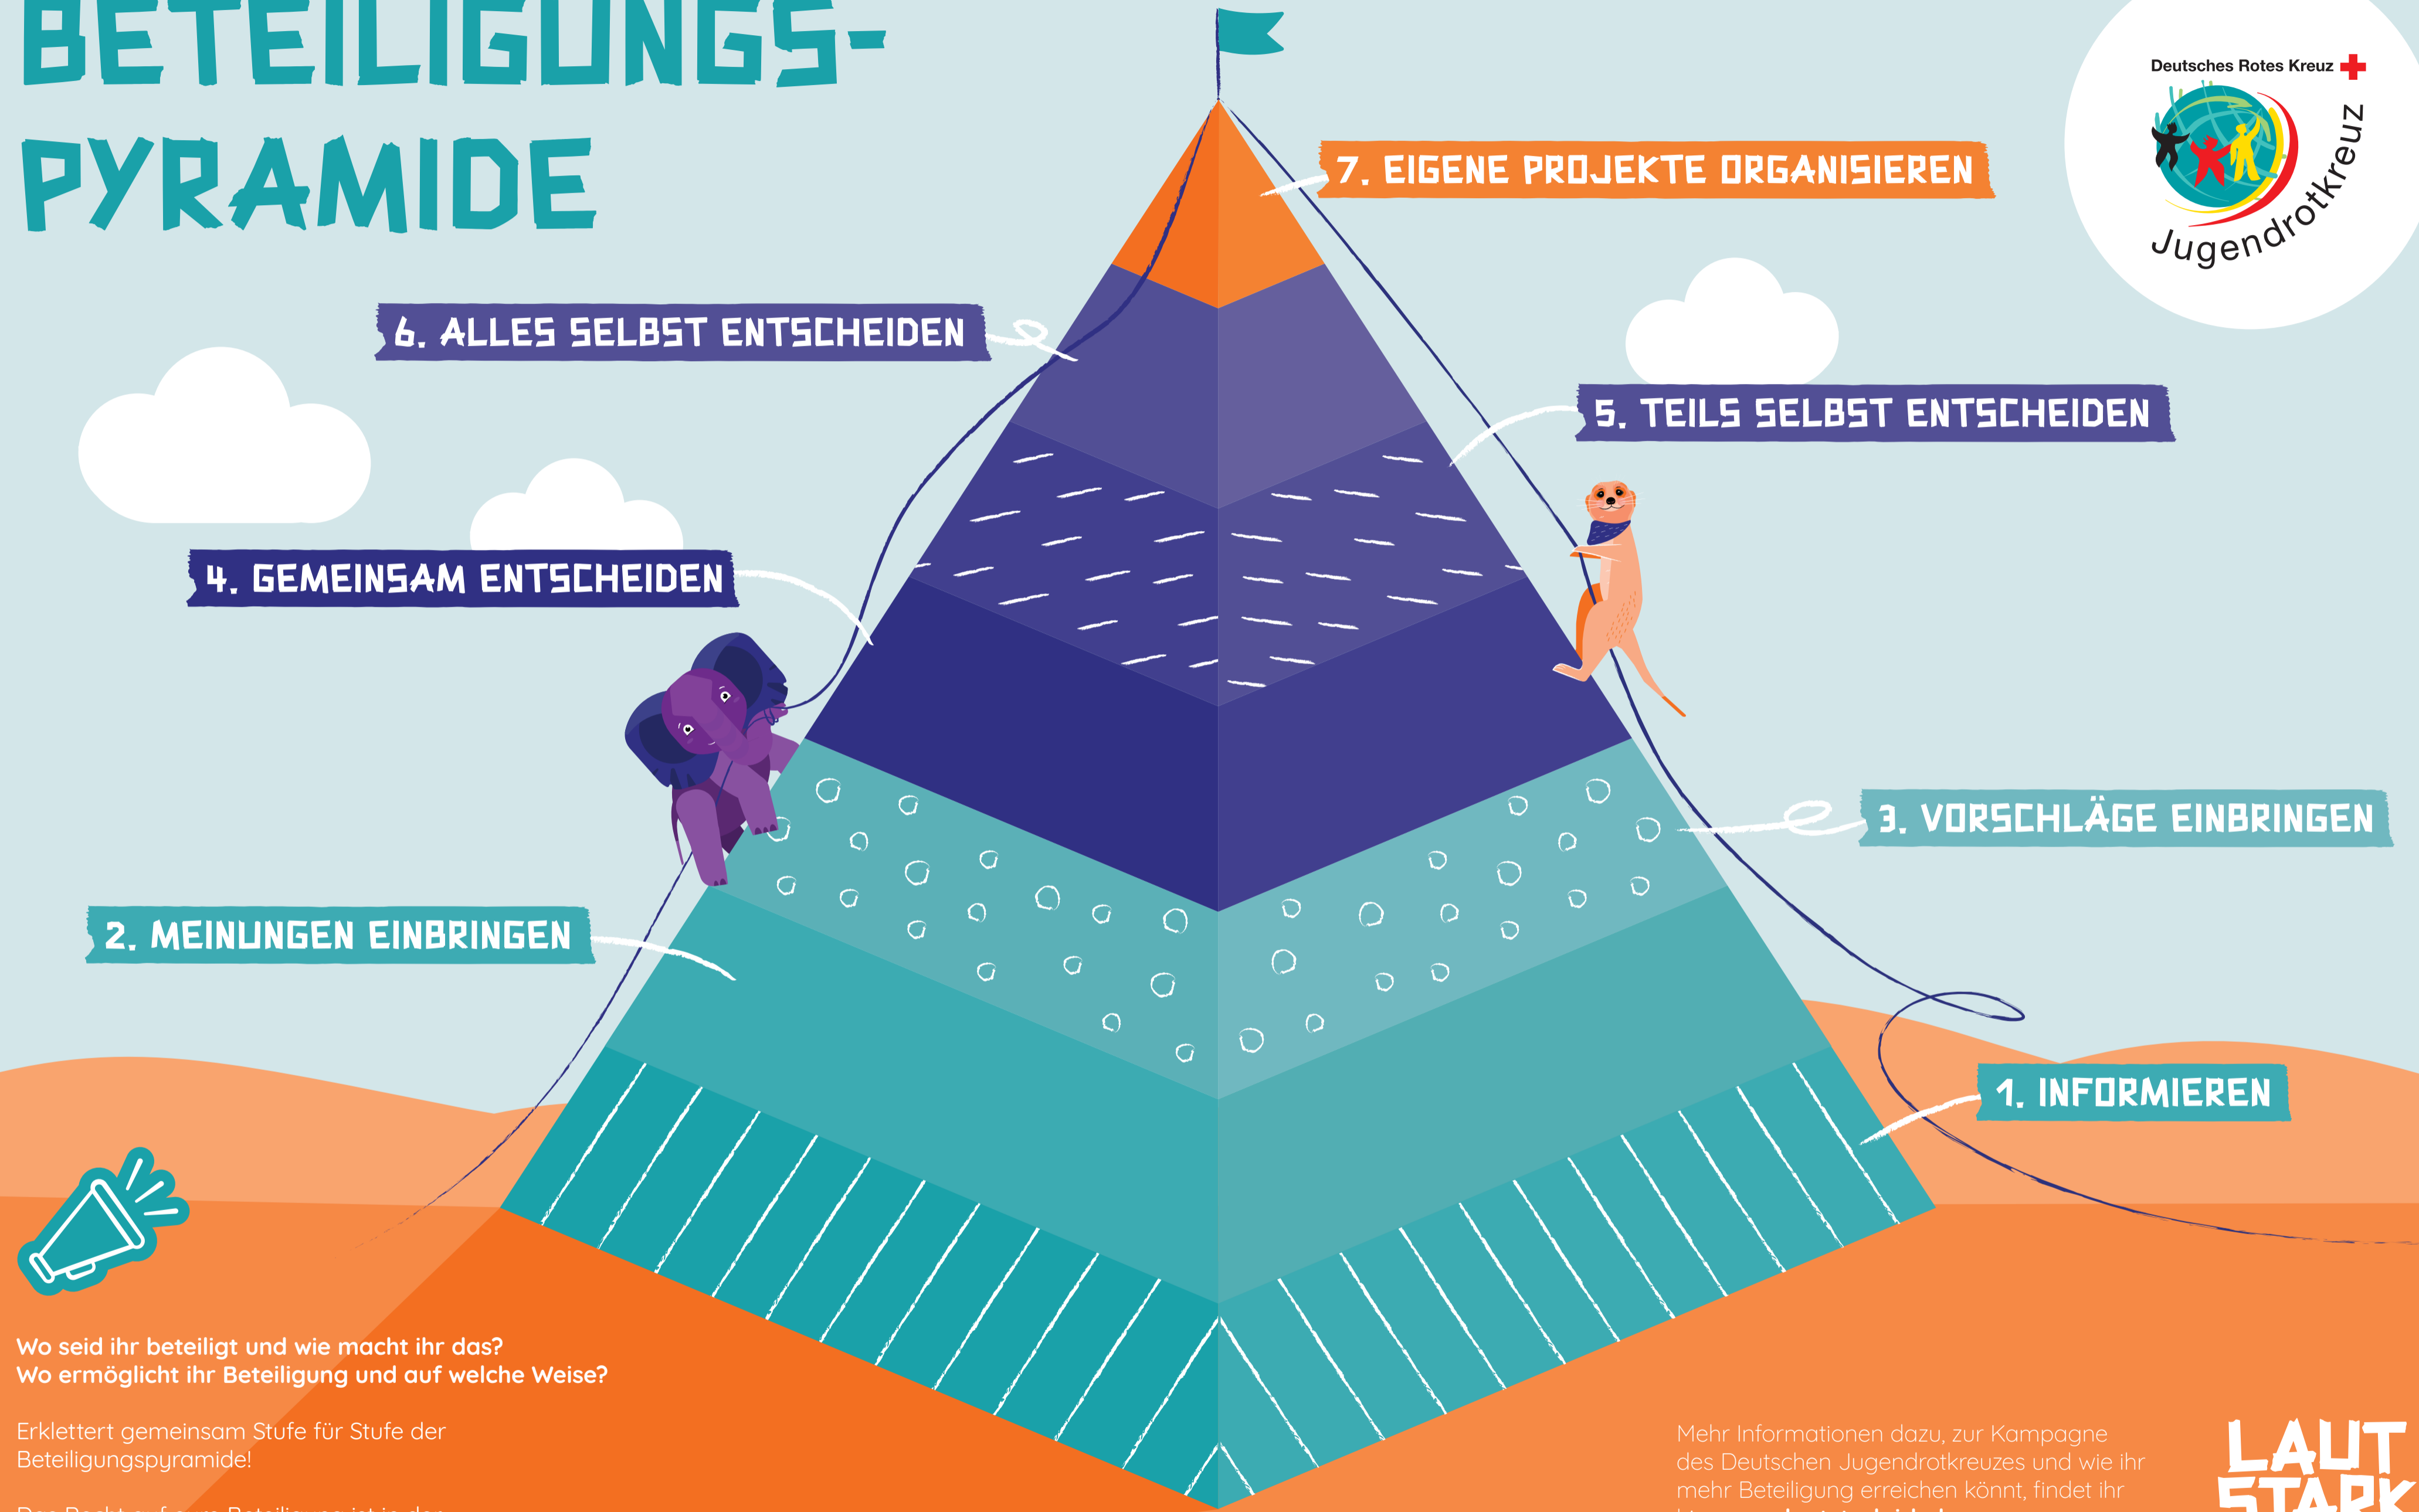 BETEILIGUNGS-
PYRAMIDE
Deutsches Rotes Kreuz
Jugendrotkreuz
7. EIGENE PROJEKTE ORGANISIEREN
6. ALLES SELBST ENTSCHEIDEN
5. TEILS SELBST ENTSCHEIDEN
4. GEMEINSAM ENTSCHEIDEN
3. VORSCHLÄGE EINBRINGEN
2. MEINUNGEN EINBRINGEN
1. INFORMIEREN
Wo seid ihr beteiligt und wie macht ihr das?
Wo ermöglicht ihr Beteiligung und auf welche Weise?
Erklettert gemeinsam Stufe für Stufe der
Beteiligungspyramide!
Mehr Informationen dazu, zur Kampagne
des Deutschen Jugendrotkreuzes und wie ihr
mehr Beteiligung erreichen könnt, findet ihr
LAUT
STARK